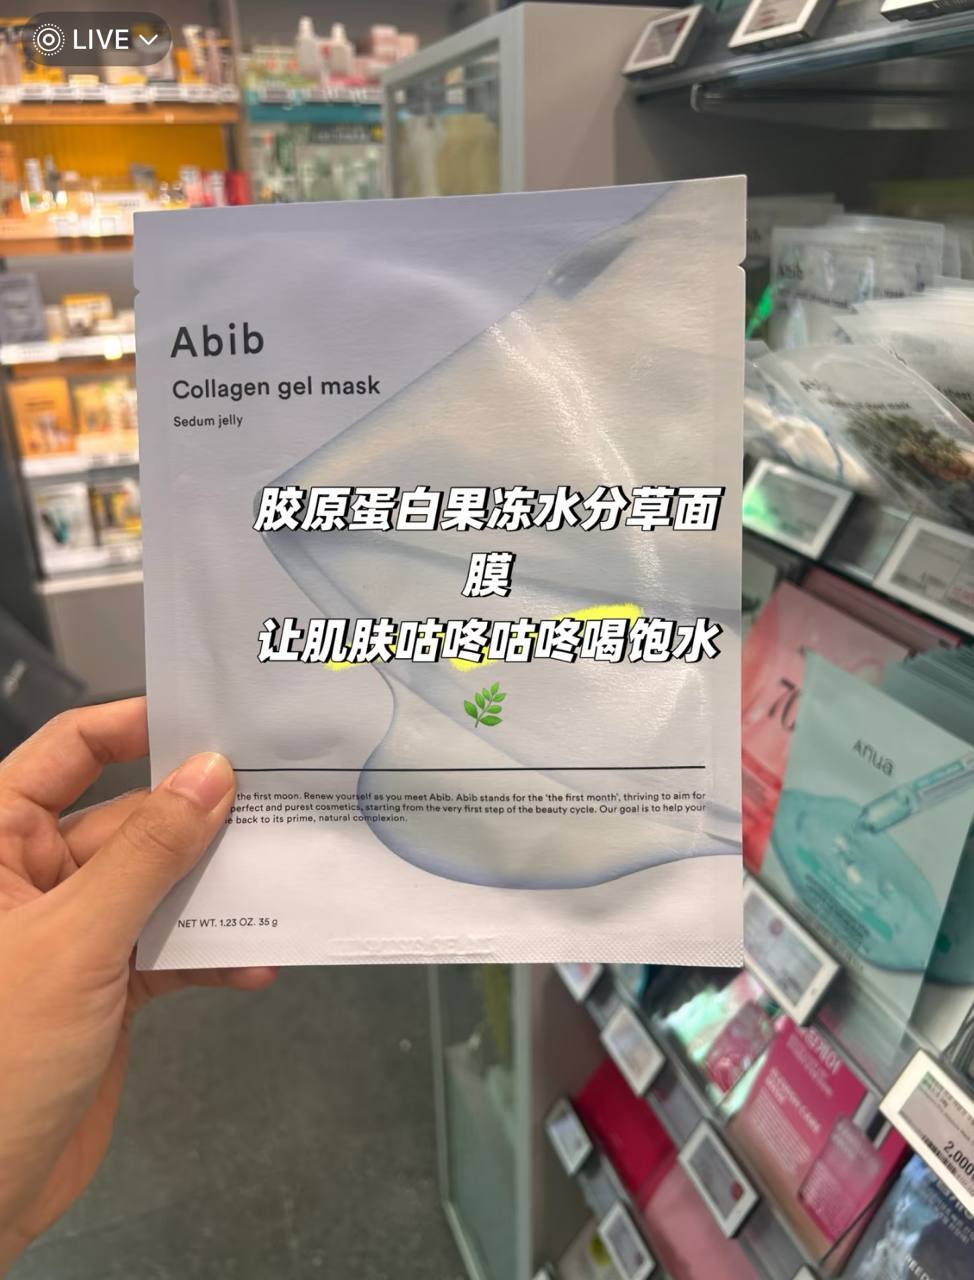 LIVE
Abib
Collagen gel mask
Sedum jelly
胶原蛋白果冻水分草面
膜
让肌肤咕咚咕咚喝饱水
the first moon. Renew yourself as you meet Abib. Abib stands for the 'the first month', thriving to aim for
perfect and purest cosmetics, starting from the very first step of the beauty cycle. Our goal is to help your
back to its prime, natural complexion.
NET WT. 1.23 OZ. 35 g
Abib
70
Anua
2,000